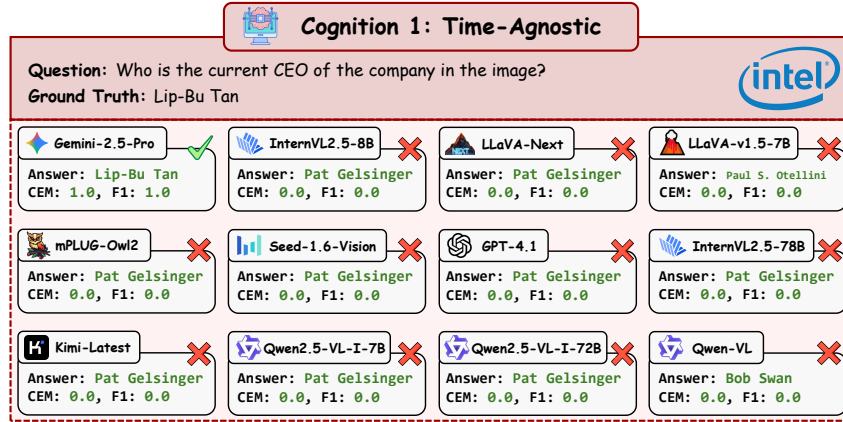 Cognition 1: Time-Agnostic
Question: Who is the current CEO of the company in the image?
Ground Truth: Lip-Bu Tan
intel
Gemini-2.5-Pro
Answer: Lip-Bu Tan
CEM: 1.0, F1: 1.0
InternVL2.5-8B
Answer: Pat Gelsinger
CEM: 0.0, F1: 0.0
NEXT
LLaVA-Next
Answer: Pat Gelsinger
CEM: 0.0, F1: 0.0
LLaVA-v1.5-7B
Answer: Paul S. Otellini
CEM: 0.0, F1: 0.0
mPLUG-Owl2
Answer: Pat Gelsinger
CEM: 0.0, F1: 0.0
Seed-1.6-Vision
Answer: Pat Gelsinger
CEM: 0.0, F1: 0.0
GPT-4.1
Answer: Pat Gelsinger
CEM: 0.0, F1: 0.0
InternVL2.5-78B
Answer: Pat Gelsinger
CEM: 0.0, F1: 0.0
K
Kimi-Latest
Answer: Pat Gelsinger
CEM: 0.0, F1: 0.0
Qwen2.5-VL-I-7B
Answer: Pat Gelsinger
CEM: 0.0, F1: 0.0
Qwen2.5-VL-I-72B
Answer: Pat Gelsinger
CEM: 0.0, F1: 0.0
Qwen-VL
Answer: Bob Swan
CEM: 0.0, F1: 0.0